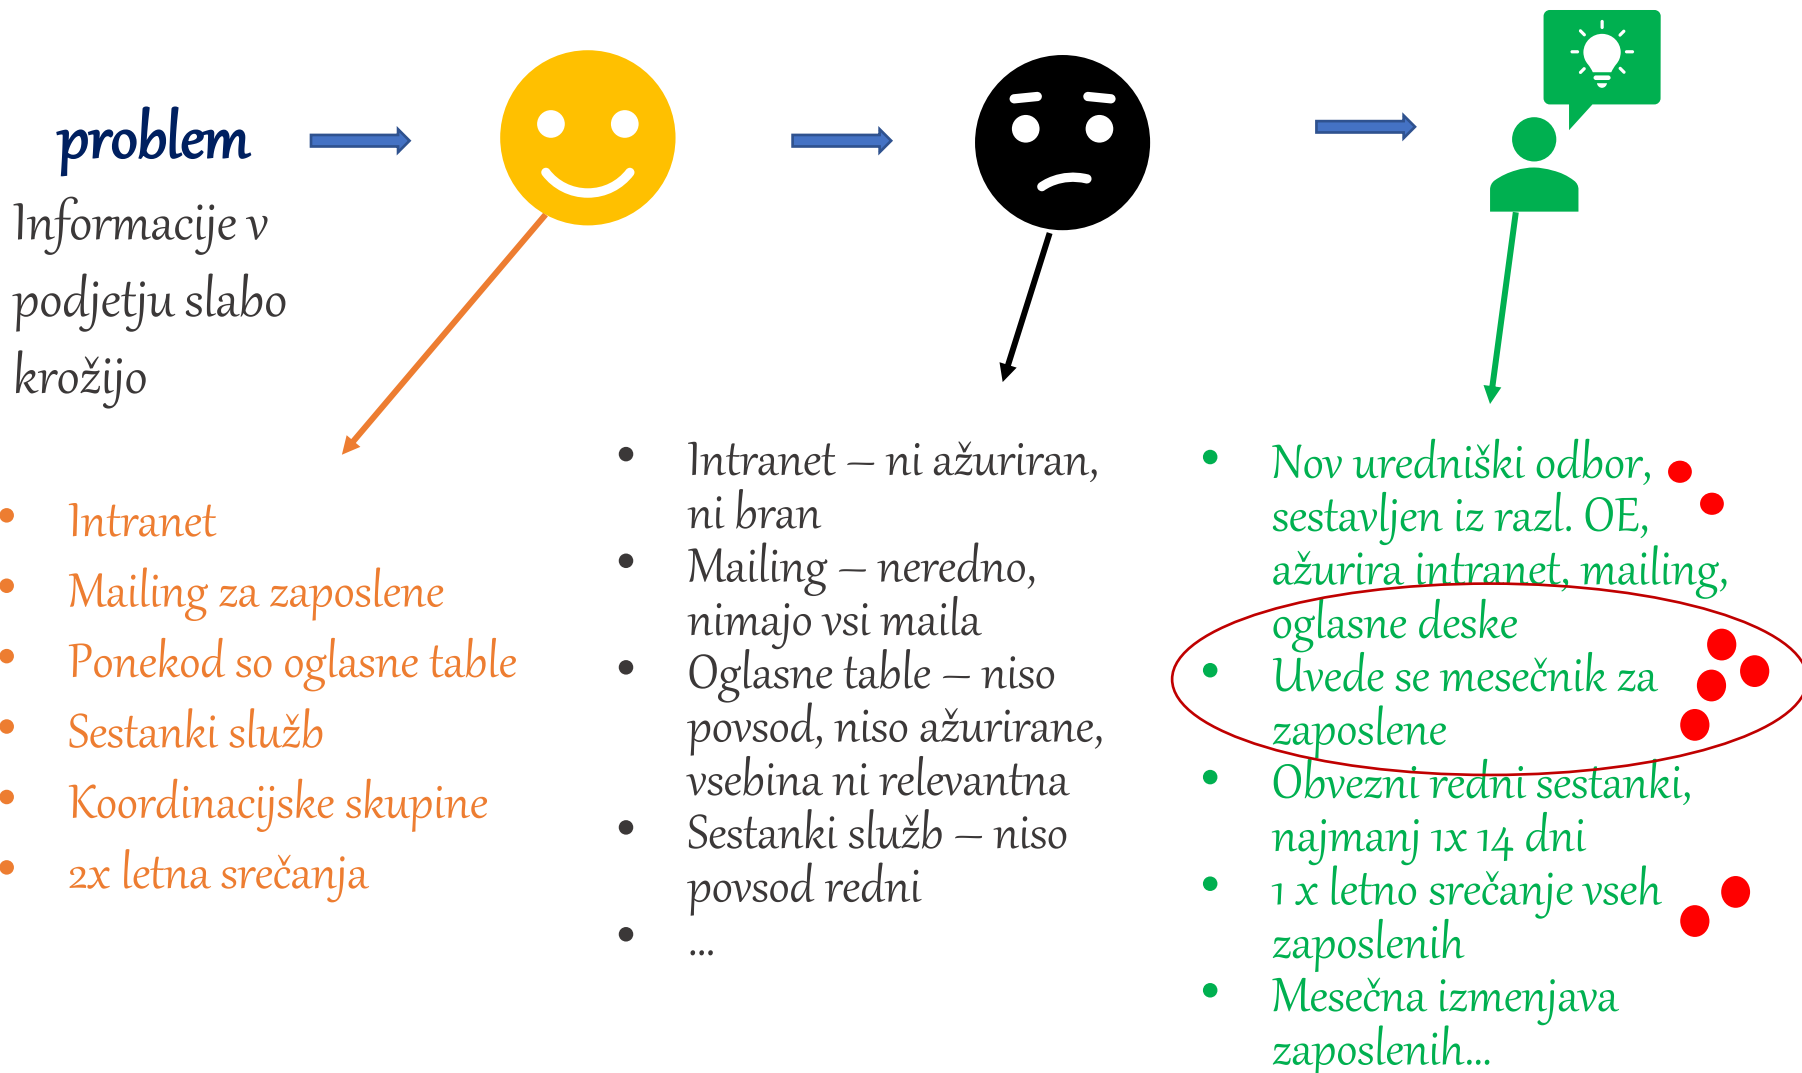 problem
Informacije v
podjetju slabo
krožijo
Intranet
Mailing za zaposlene
Ponekod so oglasne table
Sestanki služb
Koordinacijske skupine
2x letna srečanja
Intranet – ni ažuriran,
ni bran
Mailing – neredno,
nimajo vsi maila
Oglasne table – niso
povsod, niso ažurirane,
vsebina ni relevantna
Sestanki služb – niso
povsod redni
...
Nov uredniški odbor,
sestavljen iz razl. OE,
ažurira intranet, mailing,
oglasne deske
Uvede se mesečnik za
zaposlene
Obvezni redni sestanki,
najmanj 1x 14 dni
1 x letno srečanje vseh
zaposlenih
Mesečna izmenjava
zaposlenih...